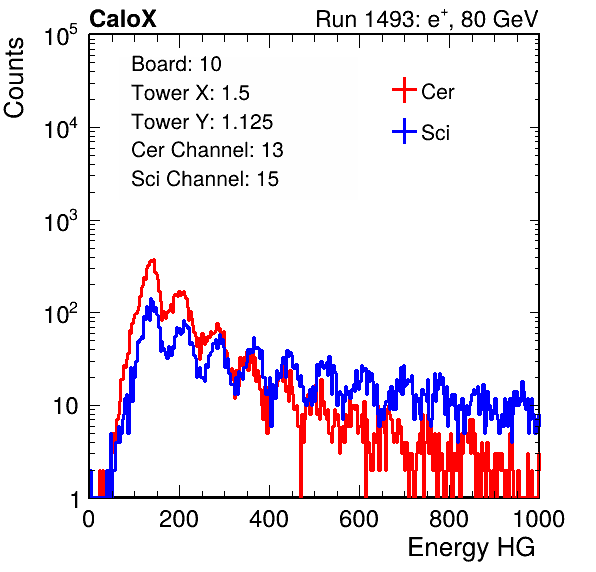 CaloX Run 1493: e⁺, 80 GeV
Counts
10⁵
10⁴
10³
10²
10
1
Board: 10
Tower X: 1.5
Tower Y: 1.125
Cer Channel: 13
Sci Channel: 15
Cer
Sci
0 200 400 600 800 1000
Energy HG